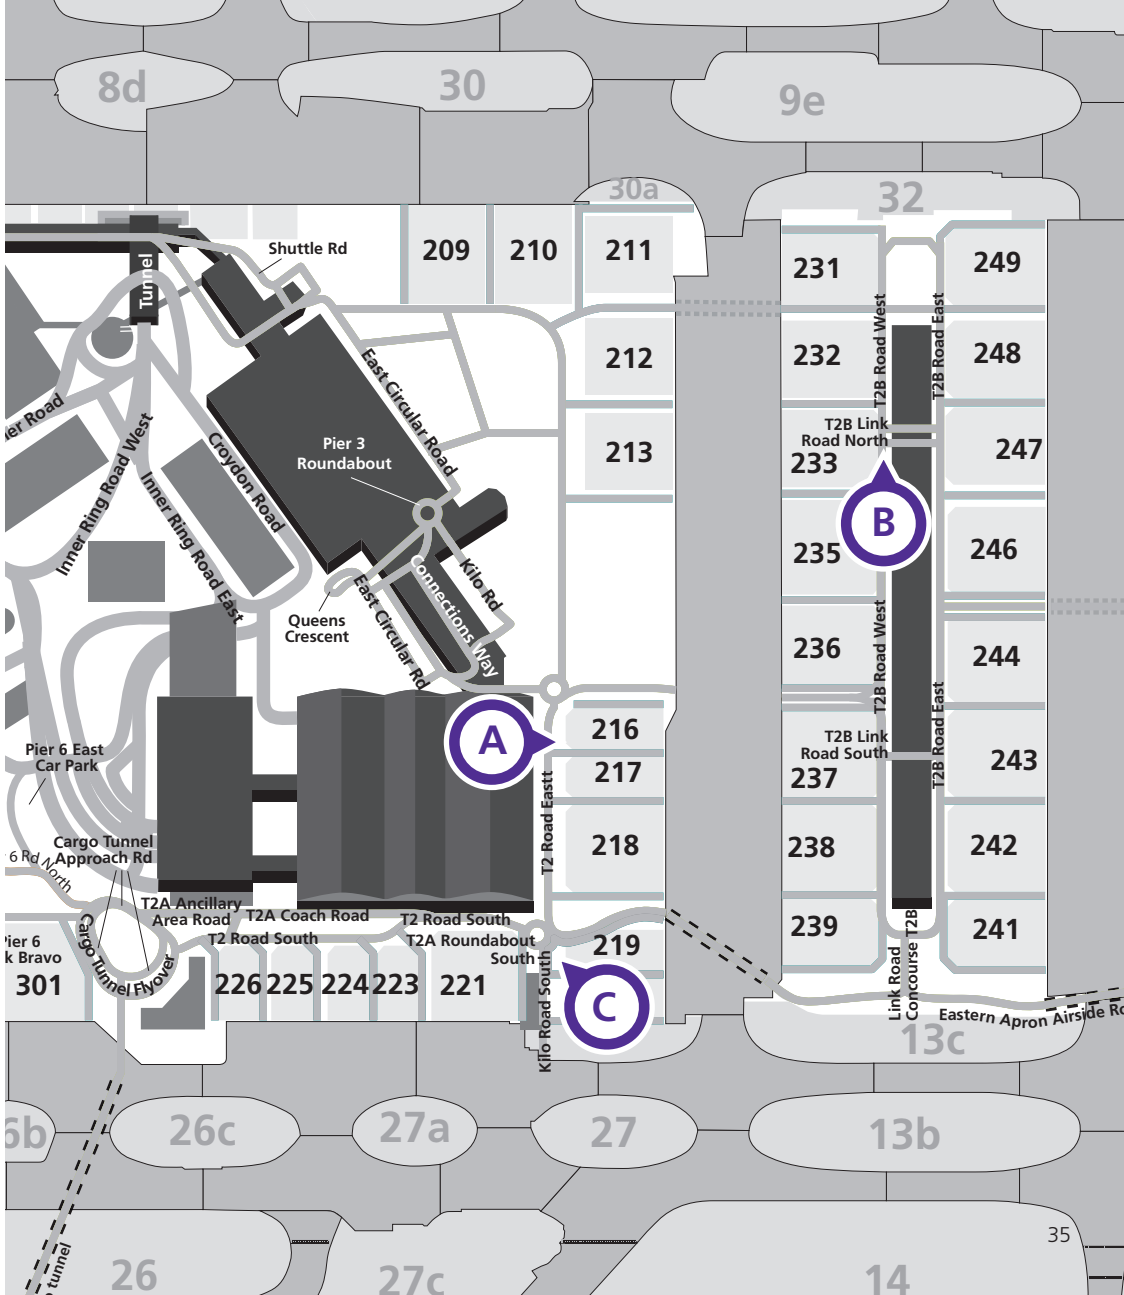 8d
30
9e
30a
32
209
210
211
231
249
Shuttle Rd
Tunnel
212
232
T2B Road West
T2B Road East
248
East Circular Road
213
T2B Link
Road North
233
247
Pier 3
Roundabout
Road
Inner Ring Road West
Croydon Road
Inner Ring Road East
B
235
246
Connections Way
Kilo Rd
Queens
Crescent
East Circular Rd
236
T2B Road West
244
A
216
217
T2 Road Eastt
218
Pier 6 East
Car Park
T2B Link
Road South
237
T2B Road East
243
238
242
Cargo Tunnel
Approach Rd
6 Rd North
T2A Ancillary
Area Road
T2A Coach Road
T2 Road South
T2 Road South
T2A Roundabout
South
219
239
241
Pier 6
k Bravo
301
Cargo Tunnel Flyover
226
225
224
223
221
Kilo Road South
C
Link Road
Concourse T2B
Eastern Apron Airside
13c
6b
26c
27a
27
13b
tunnel
26
27c
14
35